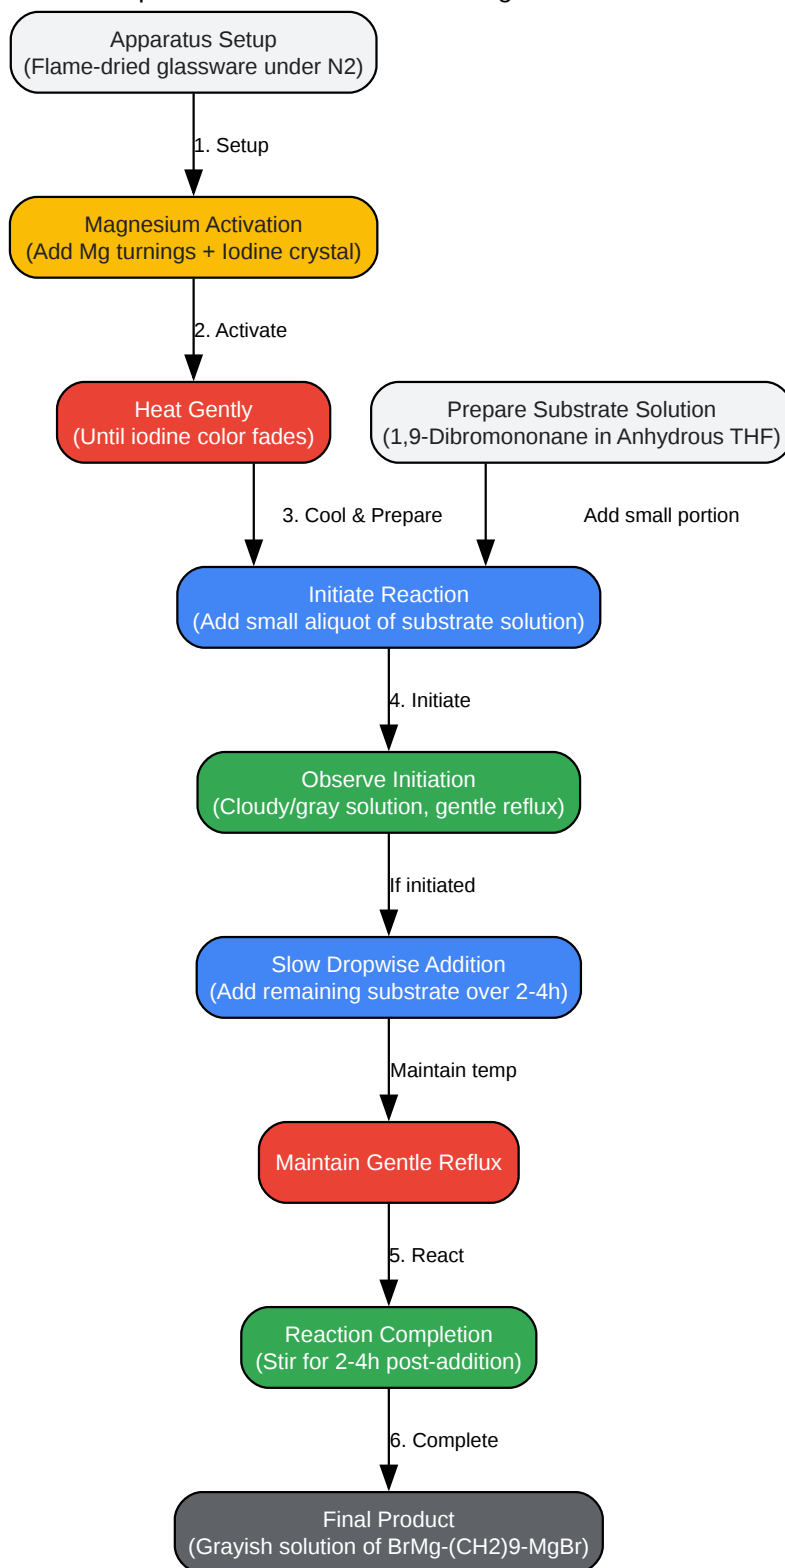 Apparatus Setup
(Flame-dried glassware under N2)
1. Setup
Magnesium Activation
(Add Mg turnings + Iodine crystal)
2. Activate
Heat Gently
(Until iodine color fades)
Prepare Substrate Solution
(1,9-Dibromononane in Anhydrous THF)
3. Cool & Prepare
Add small portion
Initiate Reaction
(Add small aliquot of substrate solution)
4. Initiate
Observe Initiation
(Cloudy/gray solution, gentle reflux)
If initiated
Slow Dropwise Addition
(Add remaining substrate over 2-4h)
Maintain temp
Maintain Gentle Reflux
5. React
Reaction Completion
(Stir for 2-4h post-addition)
6. Complete
Final Product
(Grayish solution of BrMg-(CH2)9-MgBr)